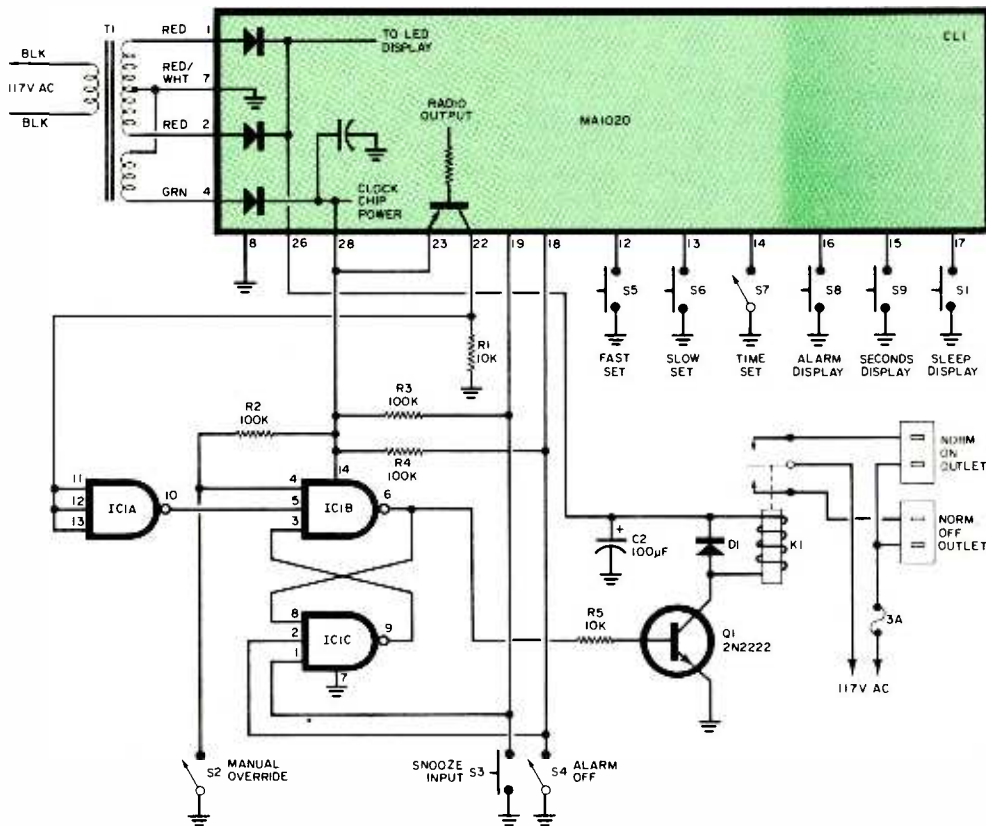 T1
RED
1
CL1
BLK
TO LED
DISPLAY
RED/
WHT
7
117V AC
RADIO
OUTPUT
MA1020
BLK
RED
2
GRN
4
CLOCK
CHIP
POWER
8
26
28
23
22
19
18
12
13
14
16
15
17
S5
S6
S7
S8
S9
S1
R1
10K
FAST
SET
SLOW
SET
TIME
SET
ALARM
DISPLAY
SECONDS
DISPLAY
SLEEP
DISPLAY
R3
100K
R2
100K
R4
100K
14
NORM
ON
OUTLET
11
12
13
IC1A
10
4
5
3
IC1B
6
+
C2
100µF
D1
K1
NORM
OFF
OUTLET
8
2
1
IC1C
9
7
R5
10K
Q1
2N2222
3A
117V AC
S2
MANUAL
OVERRIDE
SNOOZE
INPUT
S3
S4
ALARM
OFF